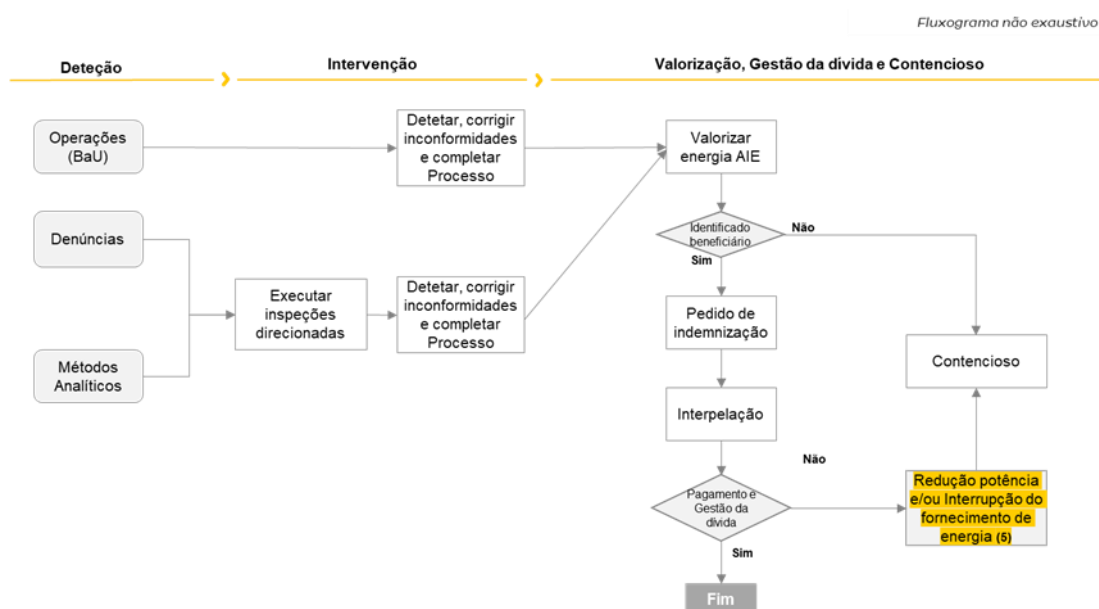 Fluxograma não exaustivo
Deteção
Intervenção
Valorização, Gestão da dívida e Contencioso
Operações
(BaU)
Detetar, corrigir
inconformidades
e completar
Processo
Valorizar
energia AIE
Denúncias
Identificado
beneficiário
Não
Sim
Executar
inspeções
direcionadas
Detetar, corrigir
inconformidades
e completar
Processo
Pedido de
indemnização
Métodos
Analíticos
Contencioso
Interpelação
Não
Pagamento e
Gestão da
dívida
Redução potência
e/ou Interrupção do
fornecimento de
energia (5)
Sim
Fim